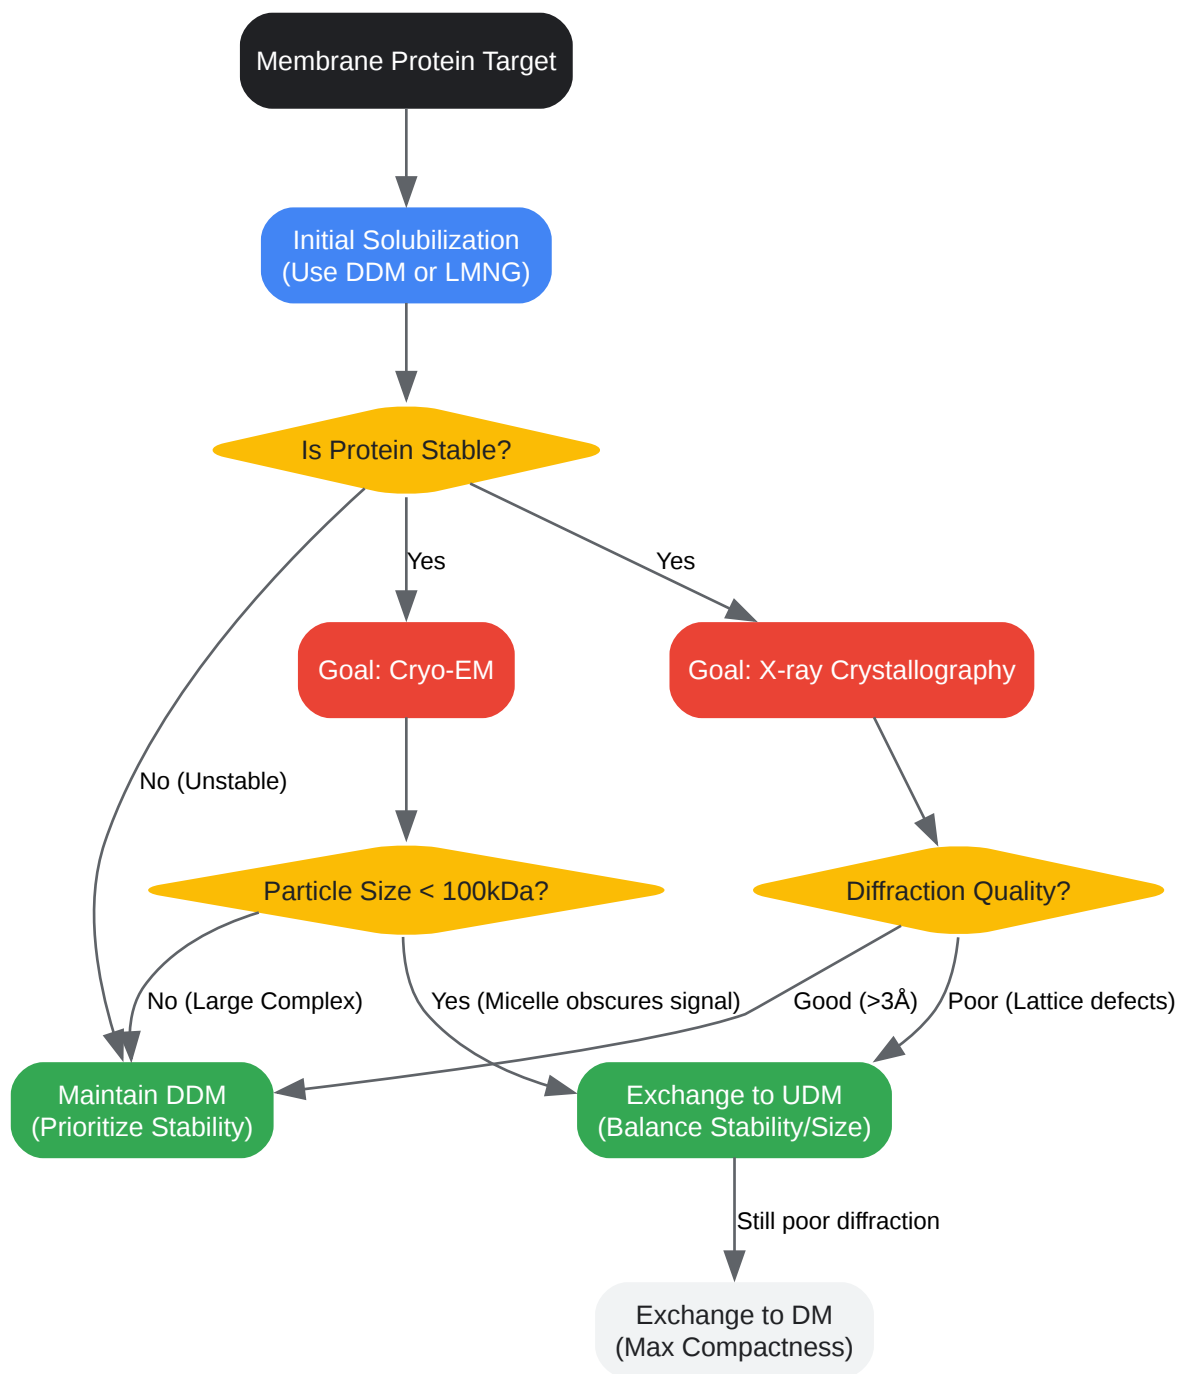 Membrane Protein Target
Initial Solubilization
(Use DDM or LMNG)
Is Protein Stable?
Yes
Yes
Goal: Cryo-EM
Goal: X-ray Crystallography
No (Unstable)
Particle Size < 100kDa?
Diffraction Quality?
No (Large Complex)
Yes (Micelle obscures signal)
Good (>3Å)
Poor (Lattice defects)
Maintain DDM
(Prioritize Stability)
Exchange to UDM
(Balance Stability/Size)
Still poor diffraction
Exchange to DM
(Max Compactness)